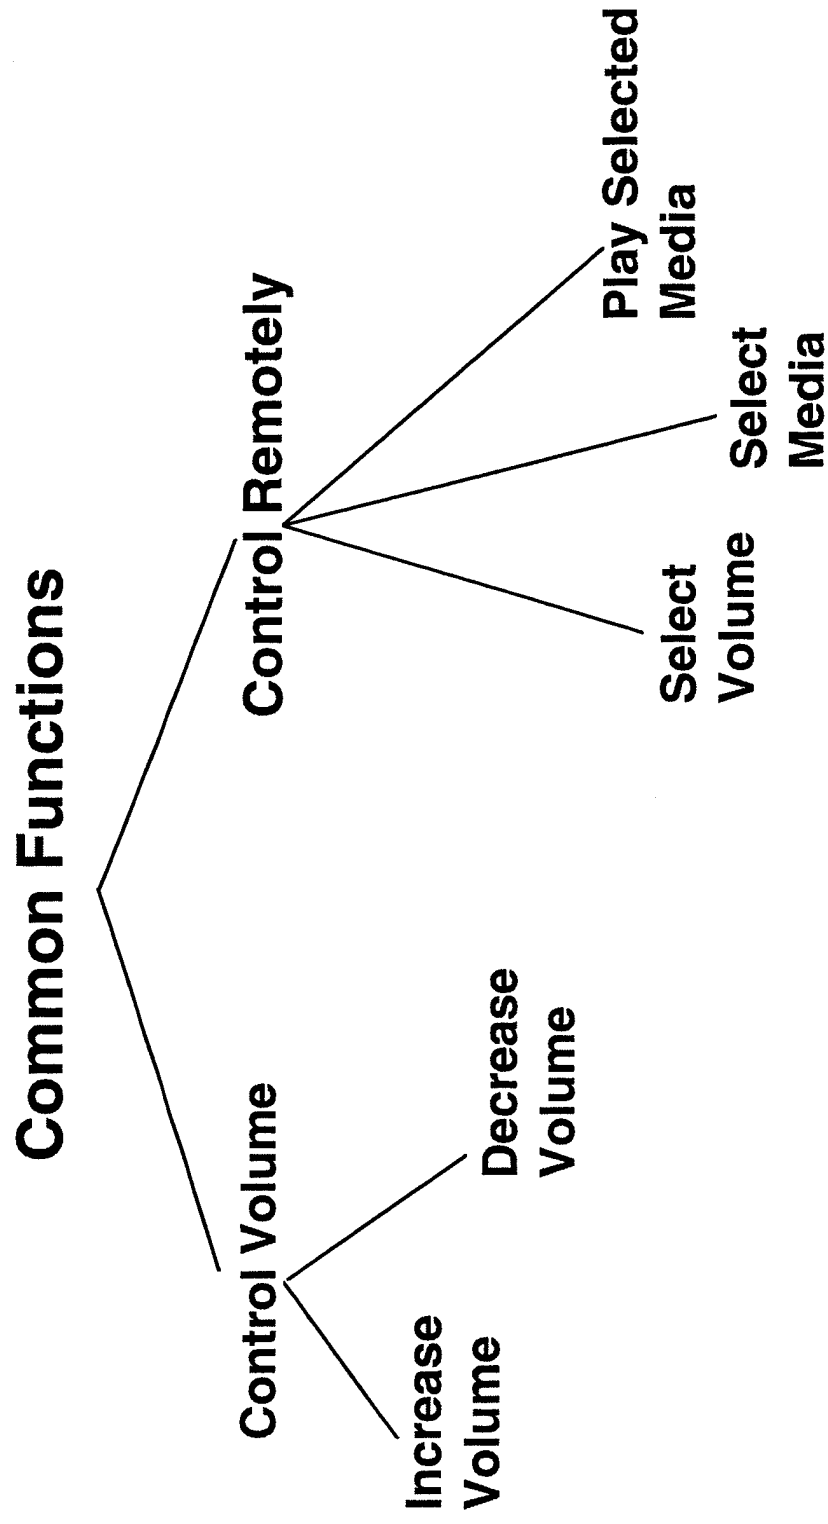 Common Functions
Control Volume
Control Remotely
Increase
Volume
Decrease
Volume
Select
Volume
Select
Media
Play Selected
Media